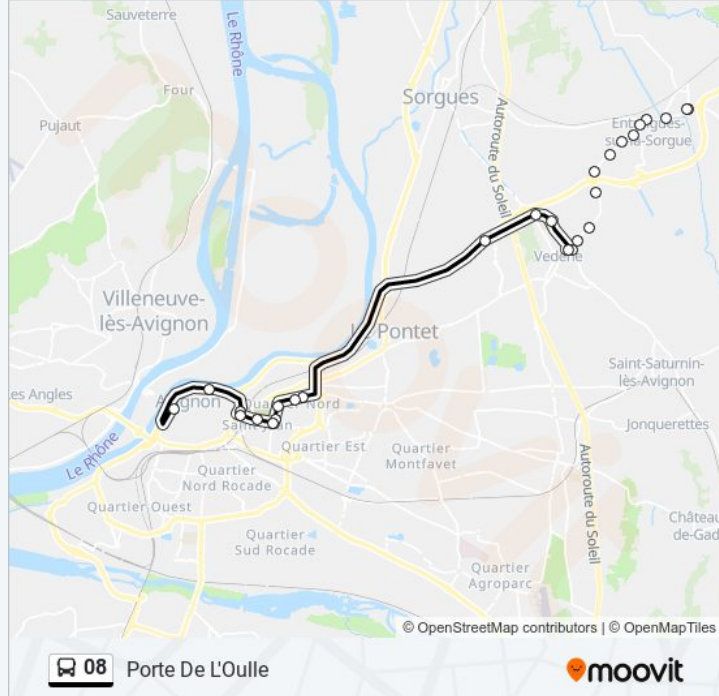 Sauveterre
Le Rhône
Four
Pujaut
Sorgues
Autoroute du Soleil
Entraigues-
sur-la-Sorgue
Vedène
Villeneuve-
lès-Avignon
Le Pontet
Les Angles
Avignon
Quartier Nord
Saint-Jean
Saint-Saturnin-
lès-Avignon
Jonquerettes
Le Rhône
Quartier Est
Quartier
Montfavet
Quartier
Nord Rocade
Autoroute du Soleil
Quartier Ouest
Château
de-Gad
Quartier
Sud Rocade
Quartier
Agroparc
© OpenStreetMap contributors | © OpenMapTiles
08 Porte De L'Oulle
moovit